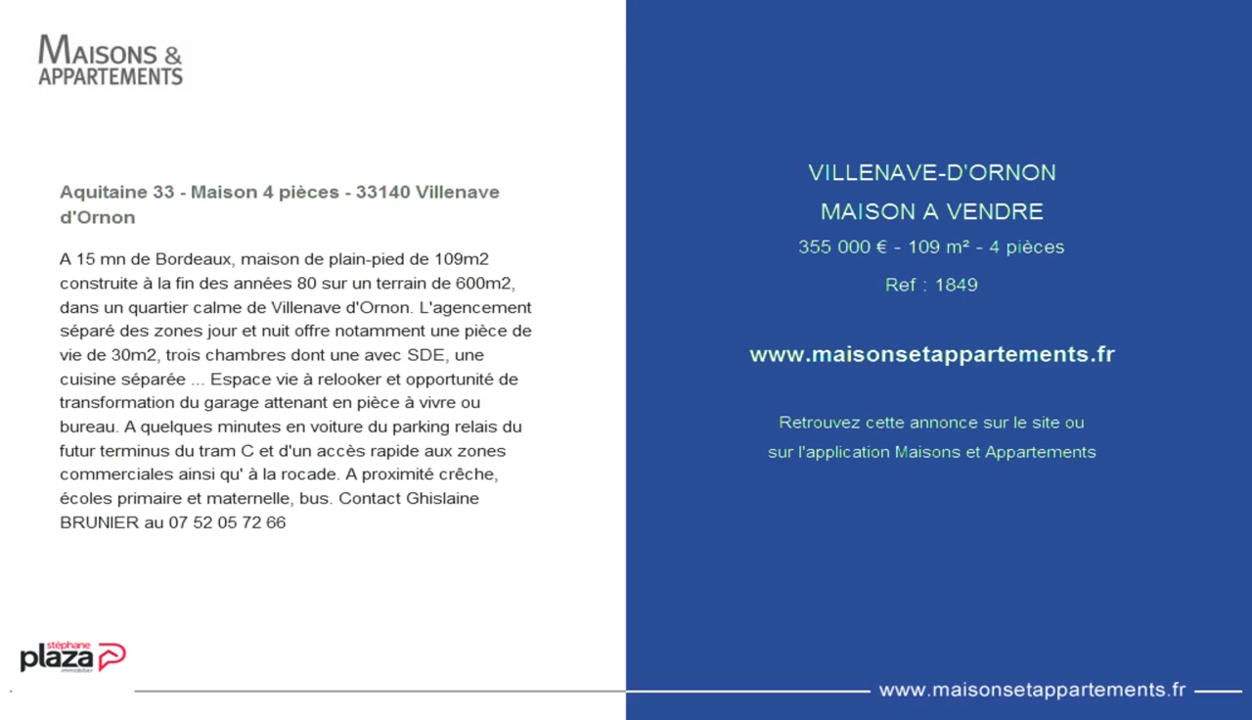 MAISONS &
APPARTEMENTS
Aquitaine 33 - Maison 4 pièces - 33140 Villenave
d'Ornon
A 15 mn de Bordeaux, maison de plain-pied de 109m2
construite à la fin des années 80 sur un terrain de 600m2,
dans un quartier calme de Villenave d'Ornon. L'agencement
séparé des zones jour et nuit offre notamment une pièce de
vie de 30m2, trois chambres dont une avec SDE, une
cuisine séparée ... Espace vie à relooker et opportunité de
transformation du garage attenant en pièce à vivre ou
bureau. A quelques minutes en voiture du parking relais du
futur terminus du tram C et d'un accès rapide aux zones
commerciales ainsi qu' à la rocade. A proximité crêche,
écoles primaire et maternelle, bus. Contact Ghislaine
BRUNIER au 07 52 05 72 66
stéphane
plaza
immobilier
VILLENAVE-D'ORNON
MAISON A VENDRE
355 000 € - 109 m² - 4 pièces
Ref : 1849
www.maisonsetappartements.fr
Retrouvez cette annonce sur le site ou
sur l'application Maisons et Appartements
www.maisonsetappartements.fr